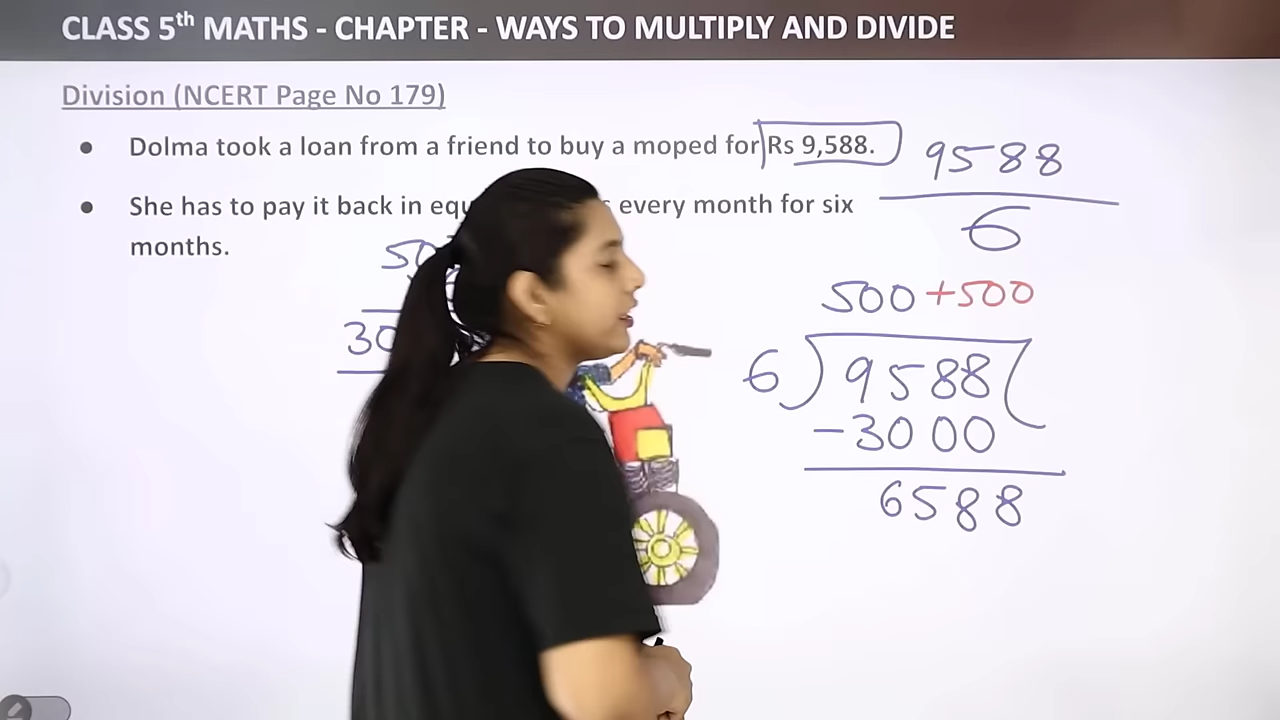 CLASS 5th MATHS - CHAPTER - WAYS TO MULTIPLY AND DIVIDE
Division (NCERT Page No 179)
• Dolma took a loan from a friend to buy a moped for Rs 9,588.
• She has to pay it back in every month for six
months.
9588
6
500 +500
6 9588
-3000
6588